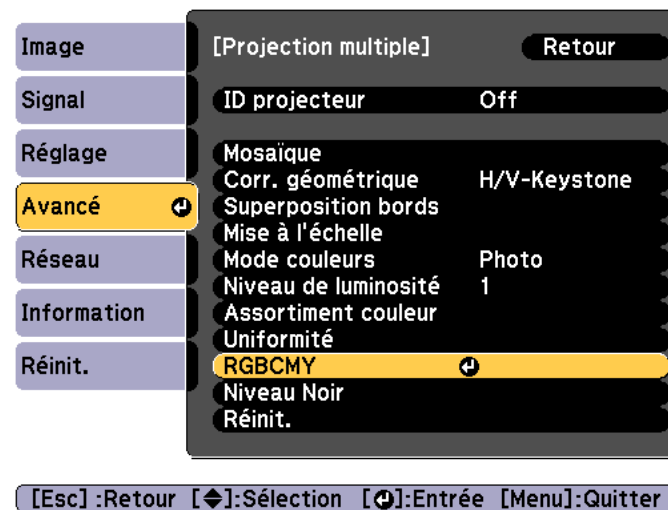 Image
Signal
Réglage
Avancé
Réseau
Information
Réinit.
[Projection multiple] Retour
ID projecteur Off
Mosaïque
Corr. géométrique H/V-Keystone
Superposition bords
Mise à l'échelle
Mode couleurs Photo
Niveau de luminosité 1
Assortiment couleur
Uniformité
RGBCMY
Niveau Noir
Réinit.
[Esc] :Retour [◆]:Sélection [↵]:Entrée [Menu]:Quitter